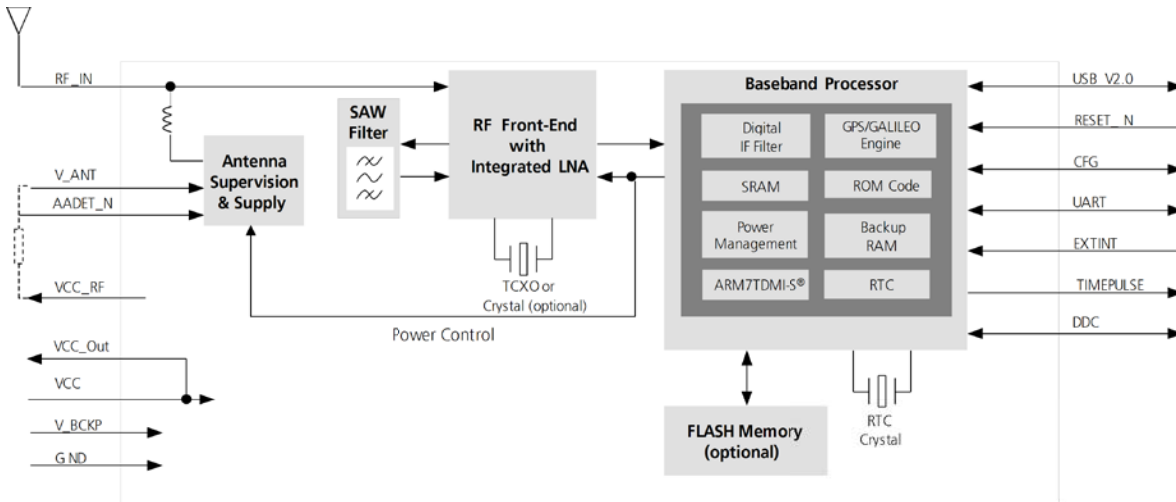 RF_IN
V_ANT
AADET_N
VCC_RF
VCC_Out
VCC
V_BCKP
GND
Antenna
Supervision
& Supply
SAW
Filter
RF Front-End
with
Integrated LNA
TCXO or
Crystal (optional)
Power Control
Baseband Processor
Digital
IF Filter
GPS/GALILEO
Engine
SRAM
ROM Code
Power
Management
Backup
RAM
ARM7TDMI-S®
RTC
FLASH Memory
(optional)
RTC
Crystal
USB V2.0
RESET_N
CFG
UART
EXTINT
TIMEPULSE
DDC